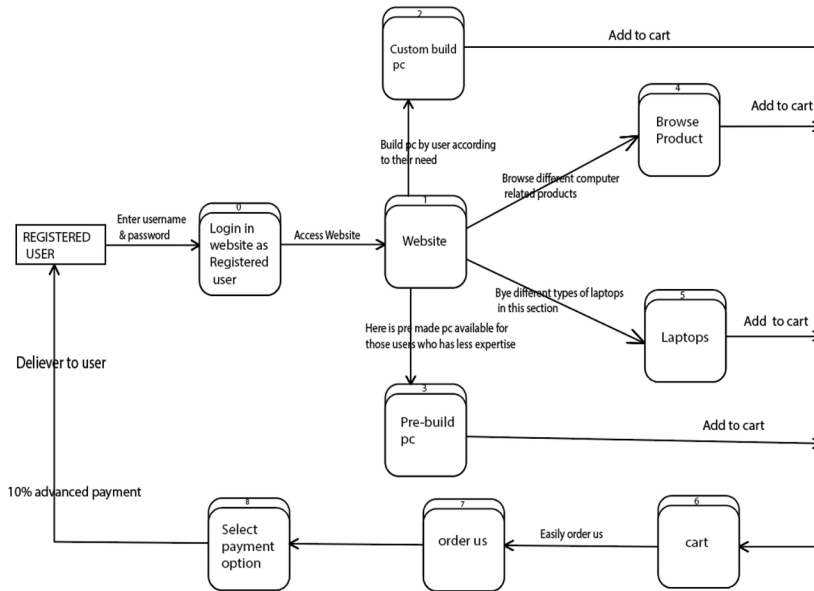 2
Custom build
pc
Add to cart
4
Browse
Product
Add to cart
Build pc by user according
to their need
Browse different computer
related products
REGISTERED
USER
Enter username
& password
0
Login in
website as
Registered
user
Access Website
1
Website
Bye different types of laptops
in this section
5
Laptops
Add to cart
Here is pre made pc available for
those users who has less expertise
Deliever to user
3
Pre-build
pc
Add to cart
10% advanced payment
8
Select
payment
option
7
order us
Easily order us
6
cart